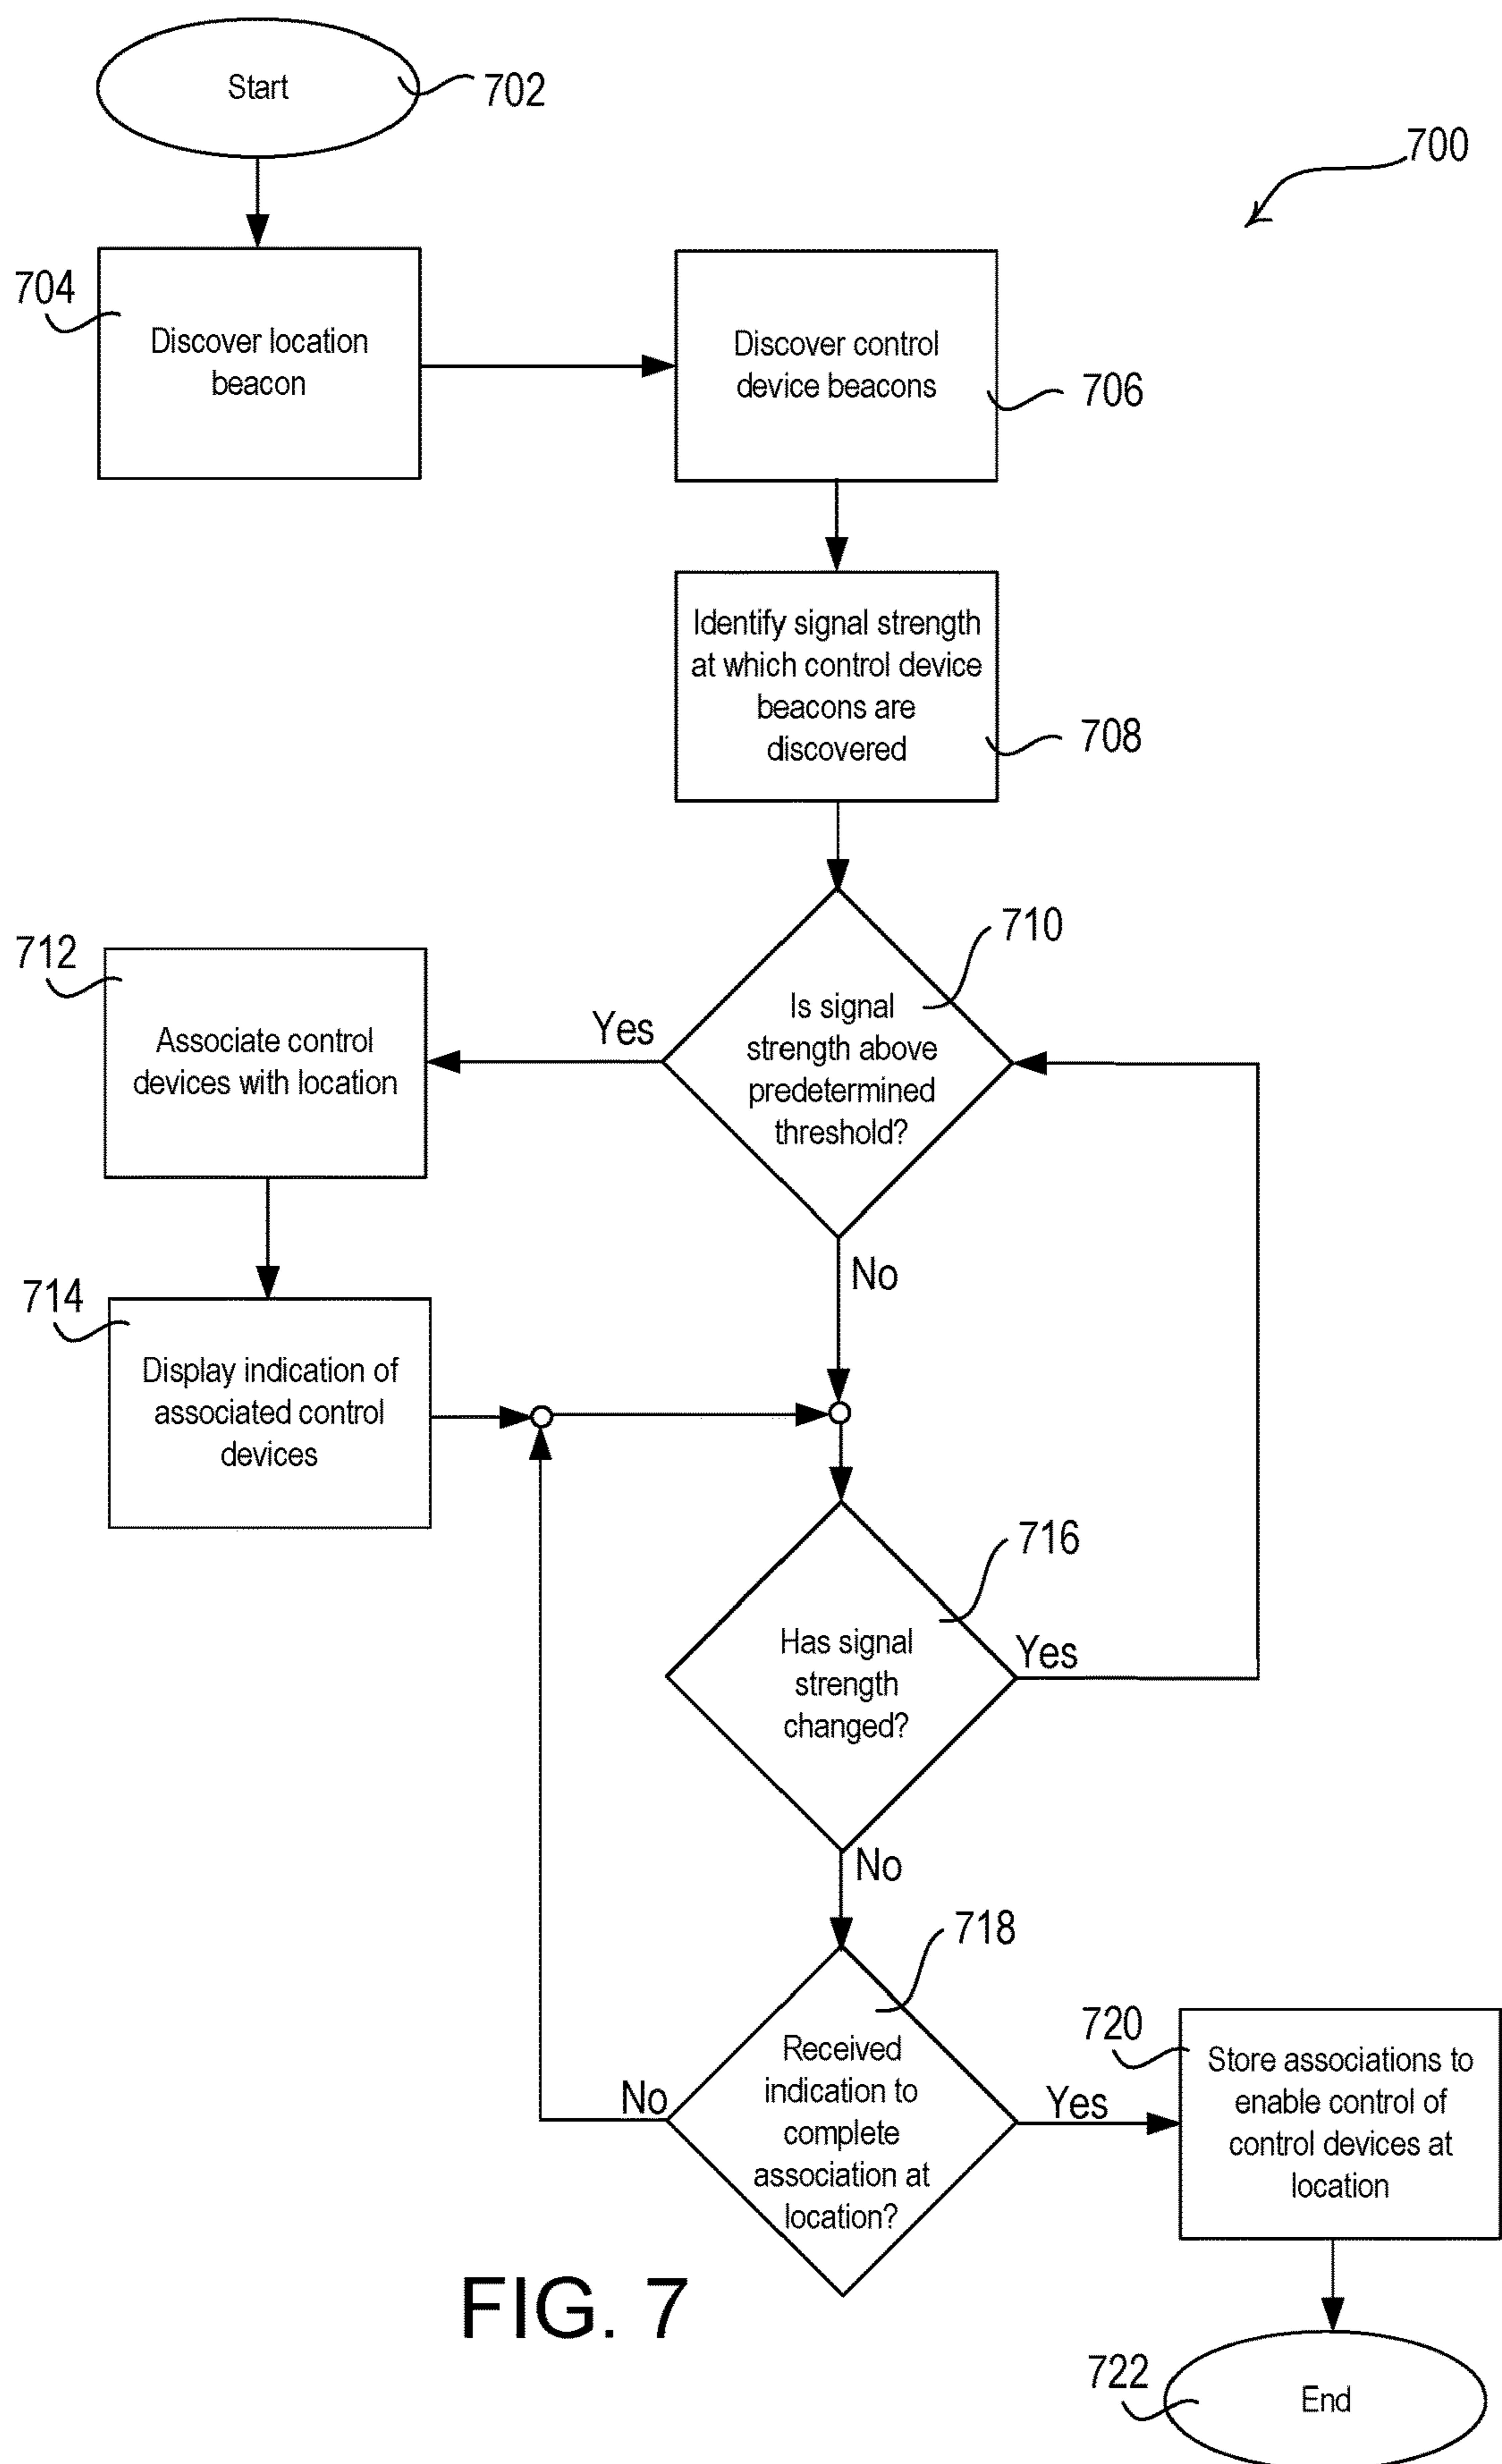 Start
702
700
704
Discover location
beacon
Discover control
device beacons
706
Identify signal strength
at which control device
beacons are
discovered
708
710
712
Associate control
devices with location
Yes
Is signal
strength above
predetermined
threshold?
No
714
Display indication of
associated control
devices
716
Has signal
strength
changed?
Yes
No
718
Received
indication to
complete
association at
location?
No
Yes
720
Store associations to
enable control of
control devices at
location
FIG. 7
722
End